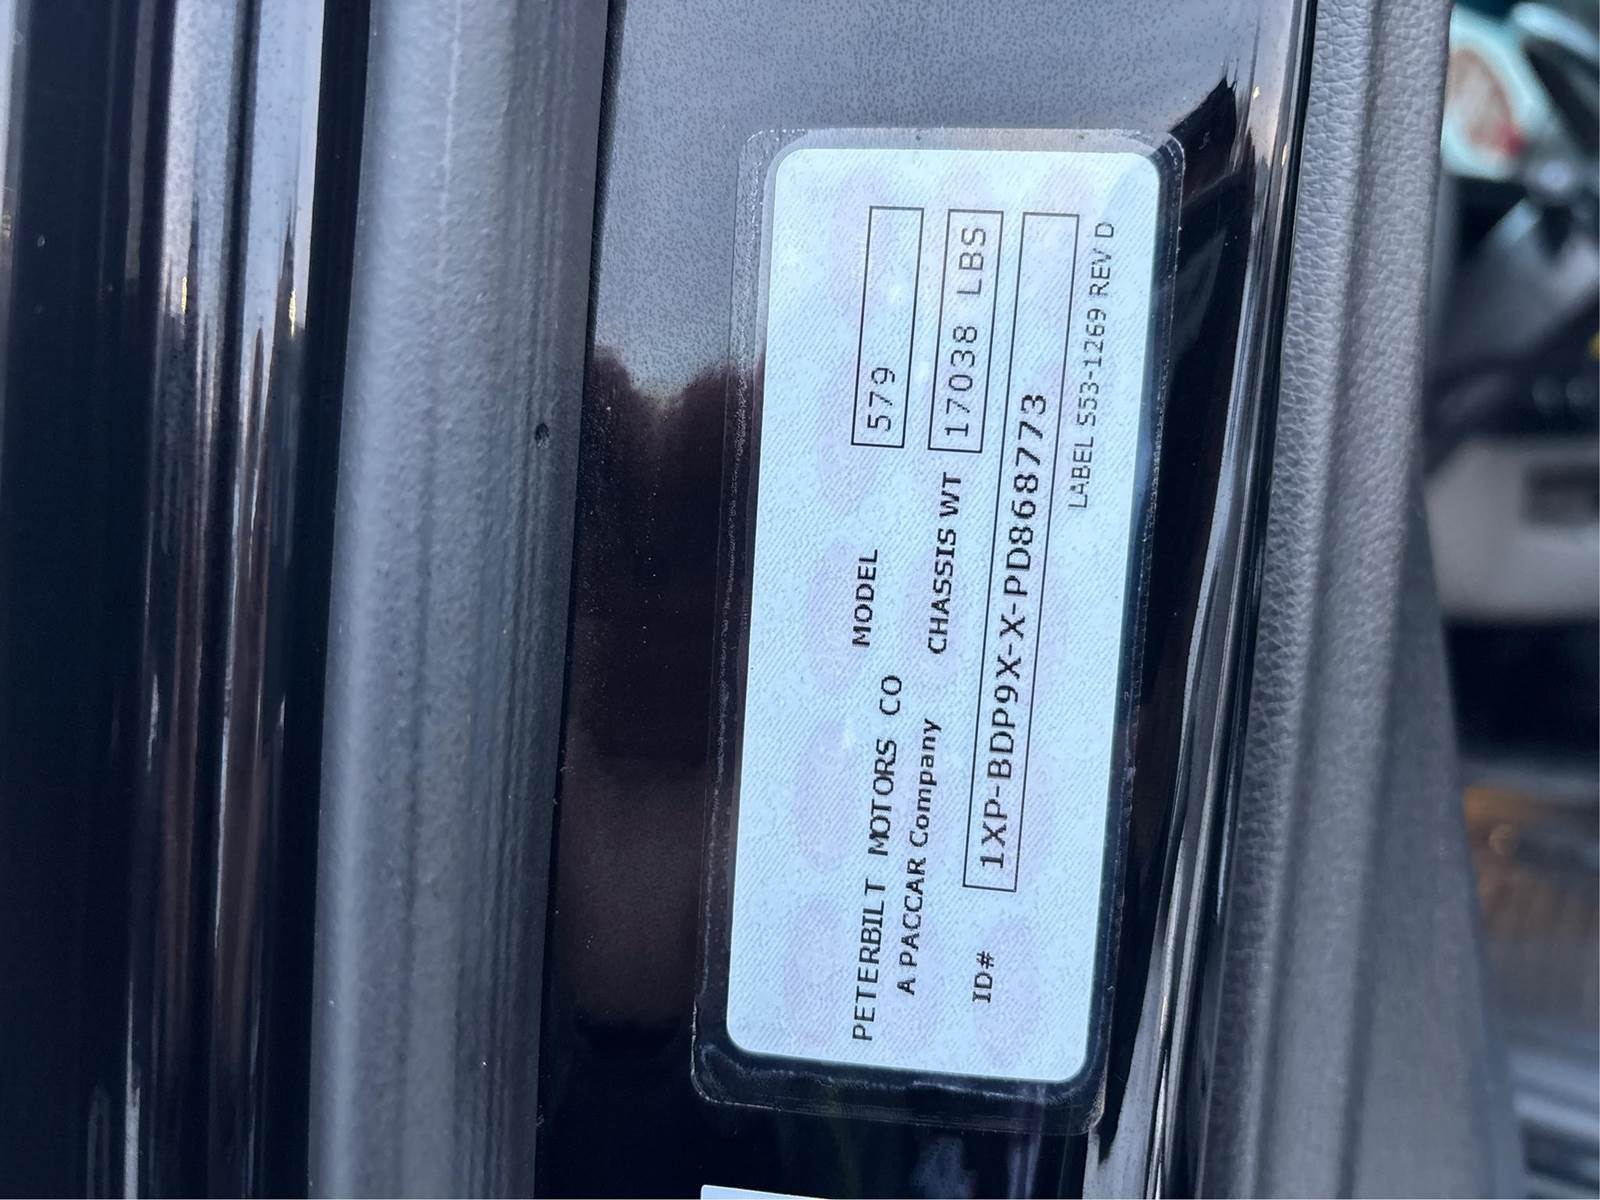 PETERBILT MOTORS CO
MODEL 579
A PACCAR Company
CHASSIS WT 17038 LBS
ID# 1XP-BDP9X-X-PD868773
LABEL S53-1269 REV D